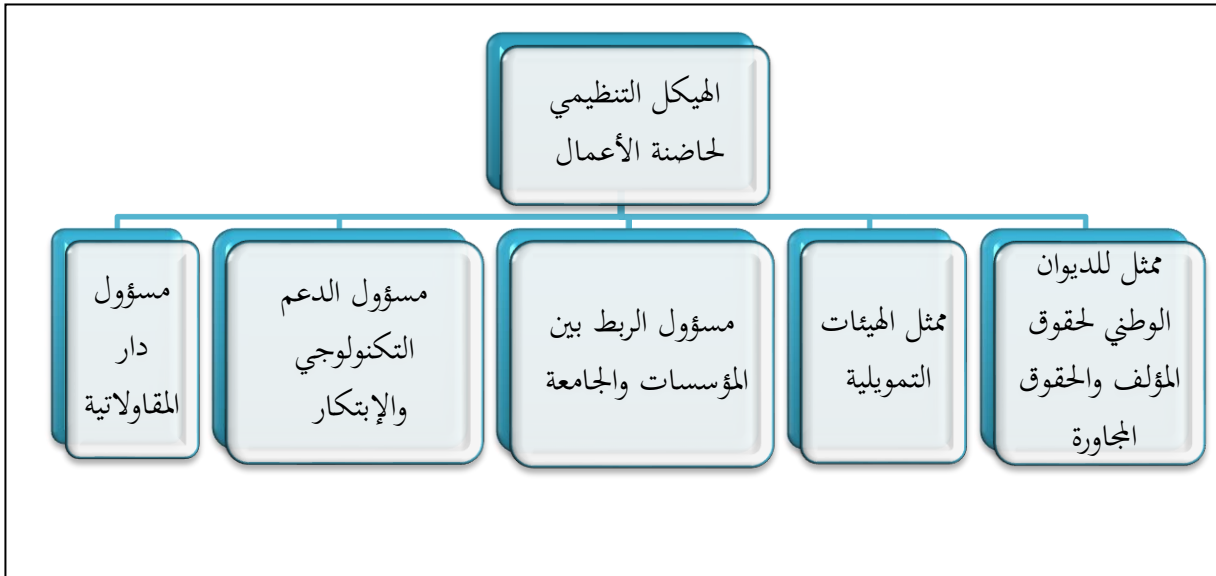 الهيكل التنظيمي
لحاضنة الأعمال
ممثل للديوان
الوطني لحقوق
المؤلف والحقوق
المجاورة
ممثل الهيئات
التمويلية
مسؤول الربط بين
المؤسسات والجامعة
مسؤول الدعم
التكنولوجي
والإبتكار
مسؤول
دار
المقاولاتية